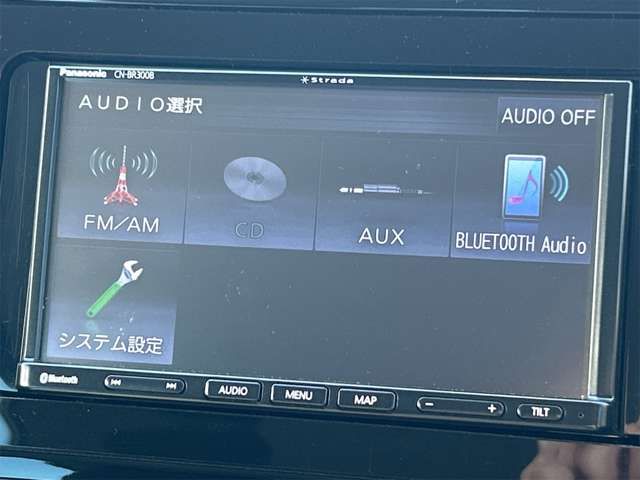 Panasonic CN-BR300B
Strada
AUDIO選択
AUDIO OFF
FM/AM
CD
AUX
BLUETOOTH Audio
システム設定
Bluetooth
AUDIO
MENU
MAP
− +
TILT